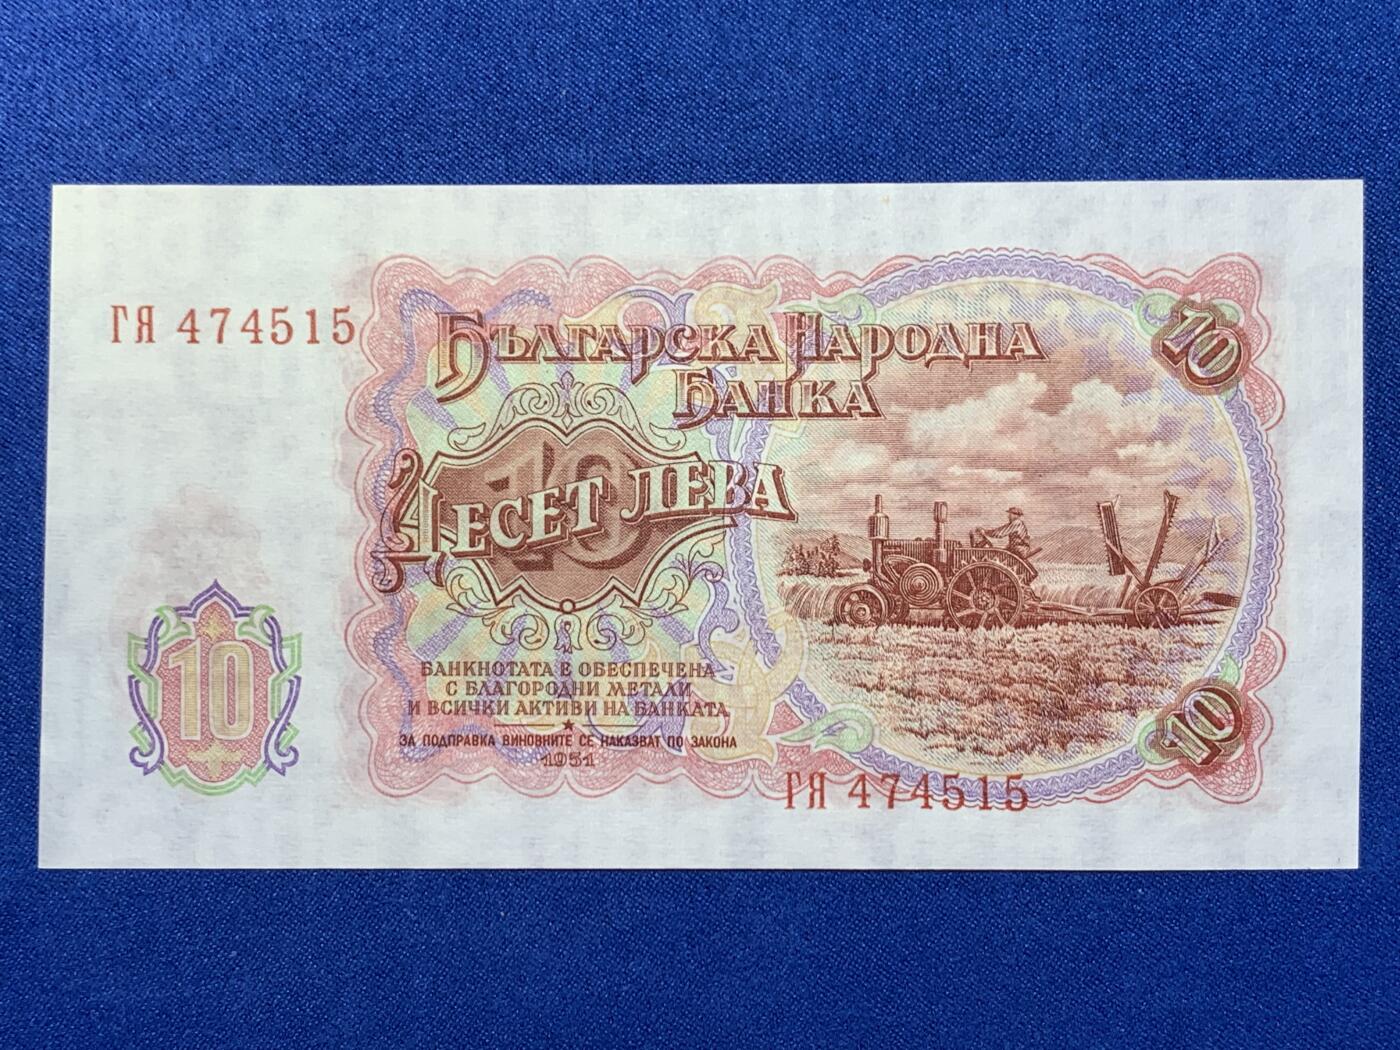 ГЯ 474515
БЪЛГАРСКА НАРОДНА
БАНКА
10
10
ДЕСЕТ ЛЕВА
БАНКНОТАТА Е ОБЕСПЕЧЕНА
С БЛАГОРОДНИ МЕТАЛИ
И ВСИЧКИ АКТИВИ НА БАНКАТА
ЗА ПОДПРАВКА ВИНОВНИТЕ СЕ НАКАЗВАТ ПО ЗАКОНА
1951
10
10
ГЯ 474515